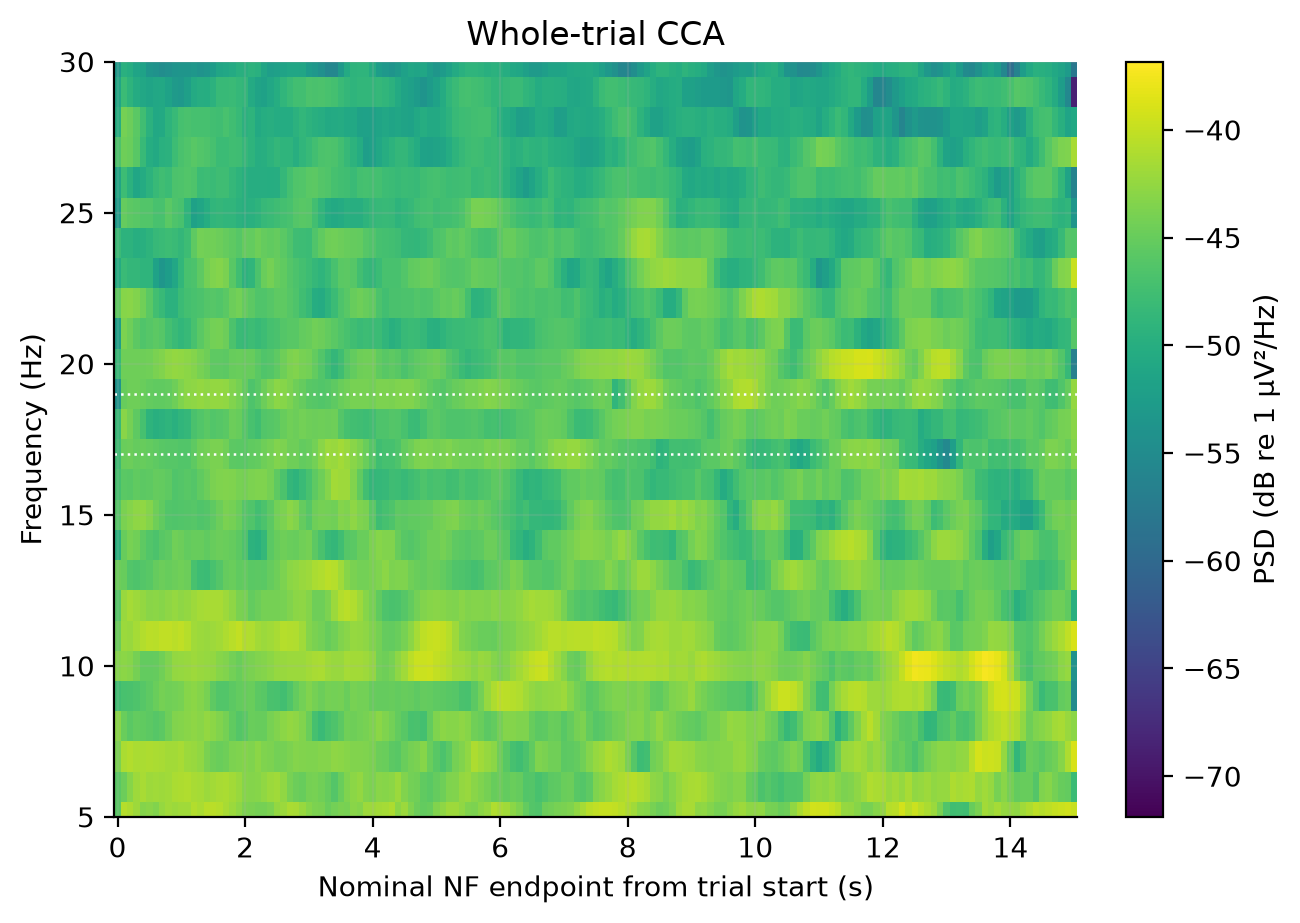 Whole-trial CCA
30
25
20
15
10
5
Frequency (Hz)
0 2 4 6 8 10 12 14
Nominal NF endpoint from trial start (s)
−40
−45
−50
−55
−60
−65
−70
PSD (dB re 1 µV²/Hz)